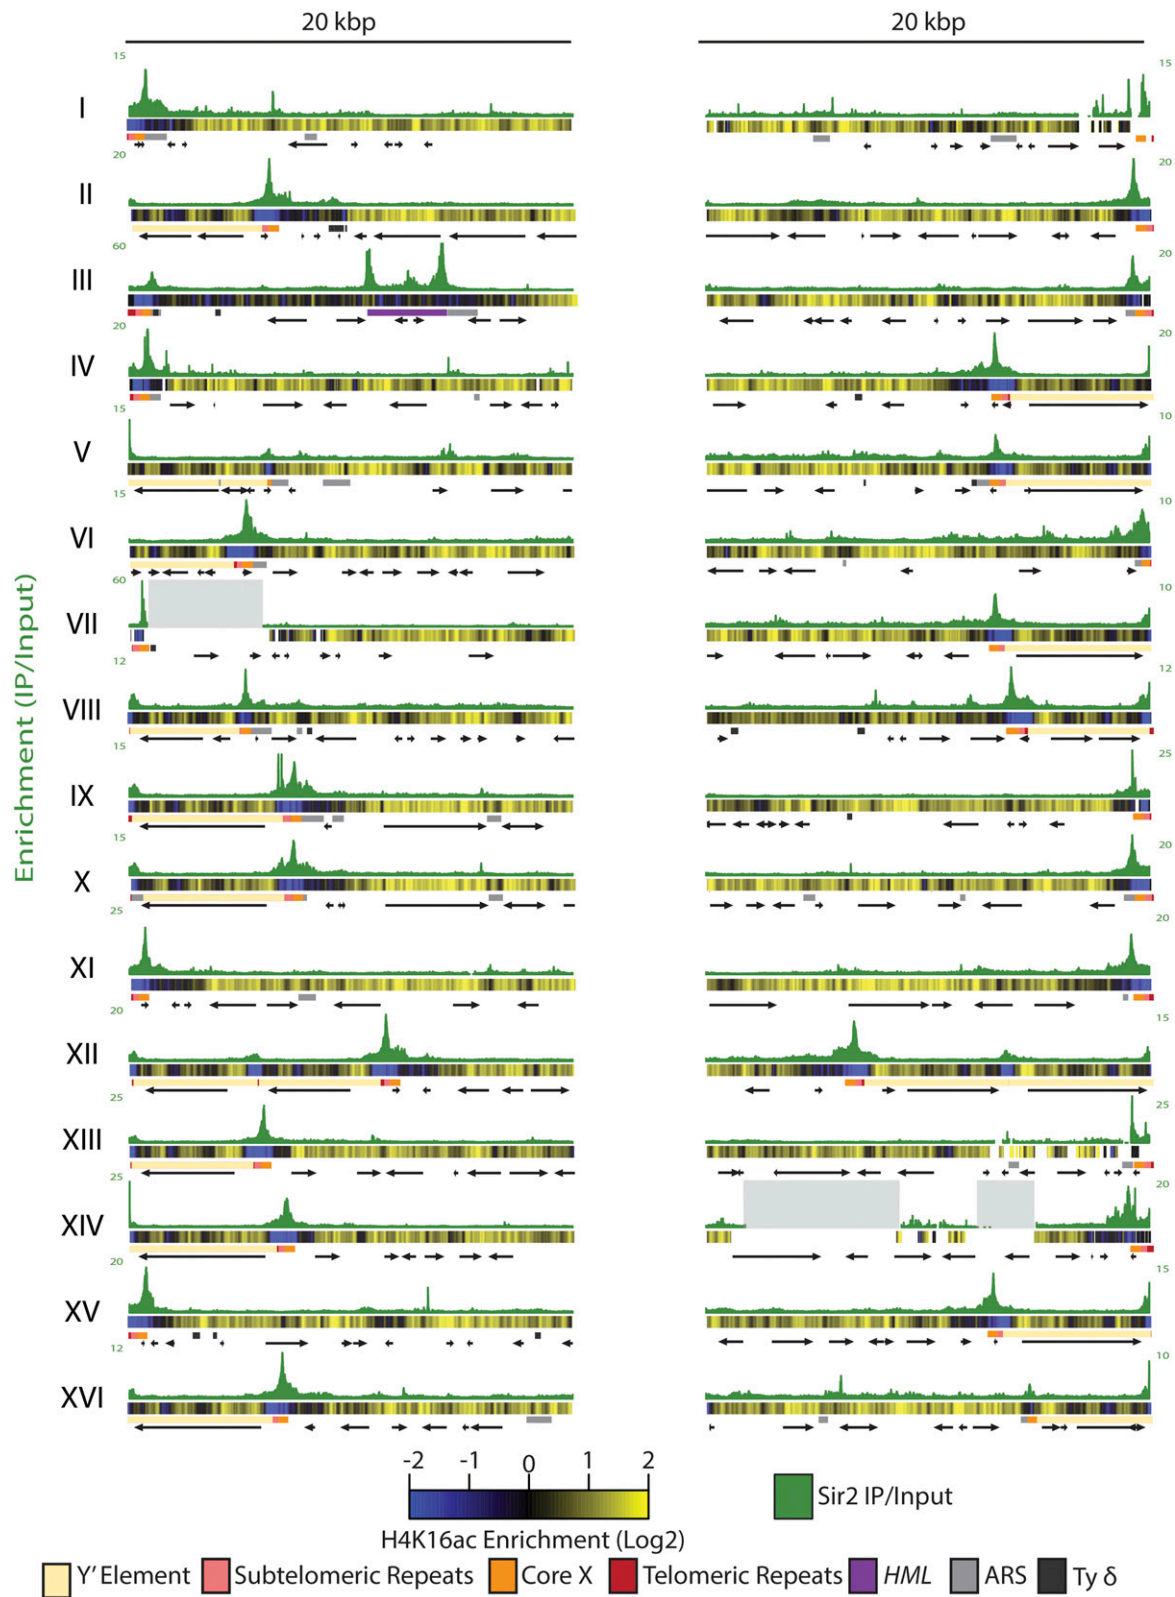 20 kbp 20 kbp
15 15
I
20 20
II
60 20
III
20 20
IV
15 10
V
15 10
VI
60 10
VII
12 12
VIII
15 25
IX
15 20
X
25 20
XI
20 15
XII
25 25
XIII
25 20
XIV
20 15
XV
12 10
XVI
Enrichment (IP/Input)
-2 -1 0 1 2
H4K16ac Enrichment (Log2)
Sir2 IP/Input
Y' Element Subtelomeric Repeats Core X Telomeric Repeats HML ARS Ty δ